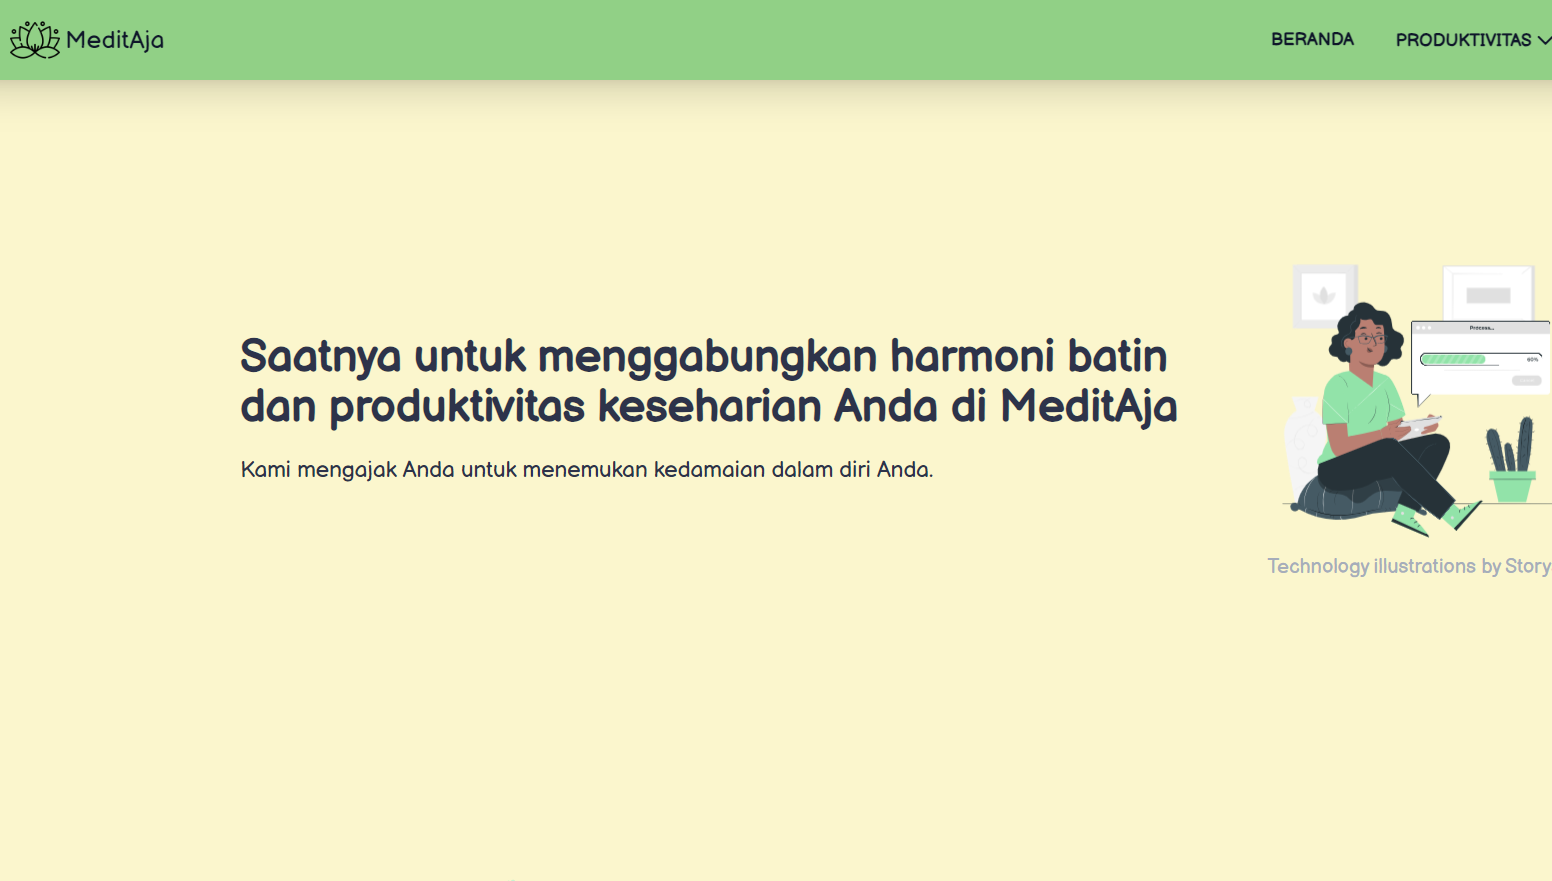 MeditAja
BERANDA
PRODUKTIVITAS
Saatnya untuk menggabungkan harmoni batin
dan produktivitas keseharian Anda di MeditAja
Kami mengajak Anda untuk menemukan kedamaian dalam diri Anda.
Process...
60%
Technology illustrations by Story